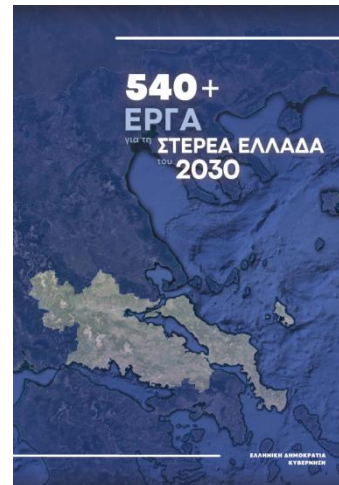 540+
ΕΡΓΑ
για τη ΣΤΕΡΕΑ ΕΛΛΑΔΑ
του 2030
ΕΛΛΗΝΙΚΗ ΔΗΜΟΚΡΑΤΙΑ
ΚΥΒΕΡΝΗΣΗ